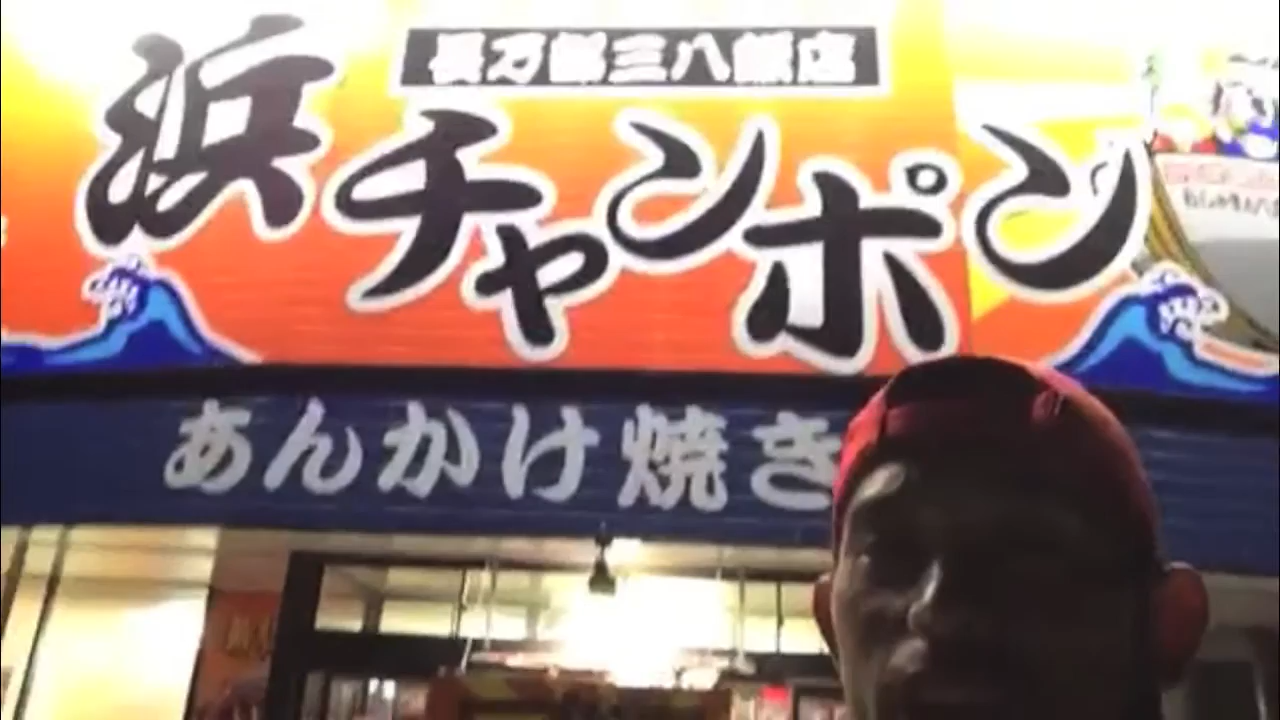 長万部三八飯店
浜チャンポン
あんかけ焼き